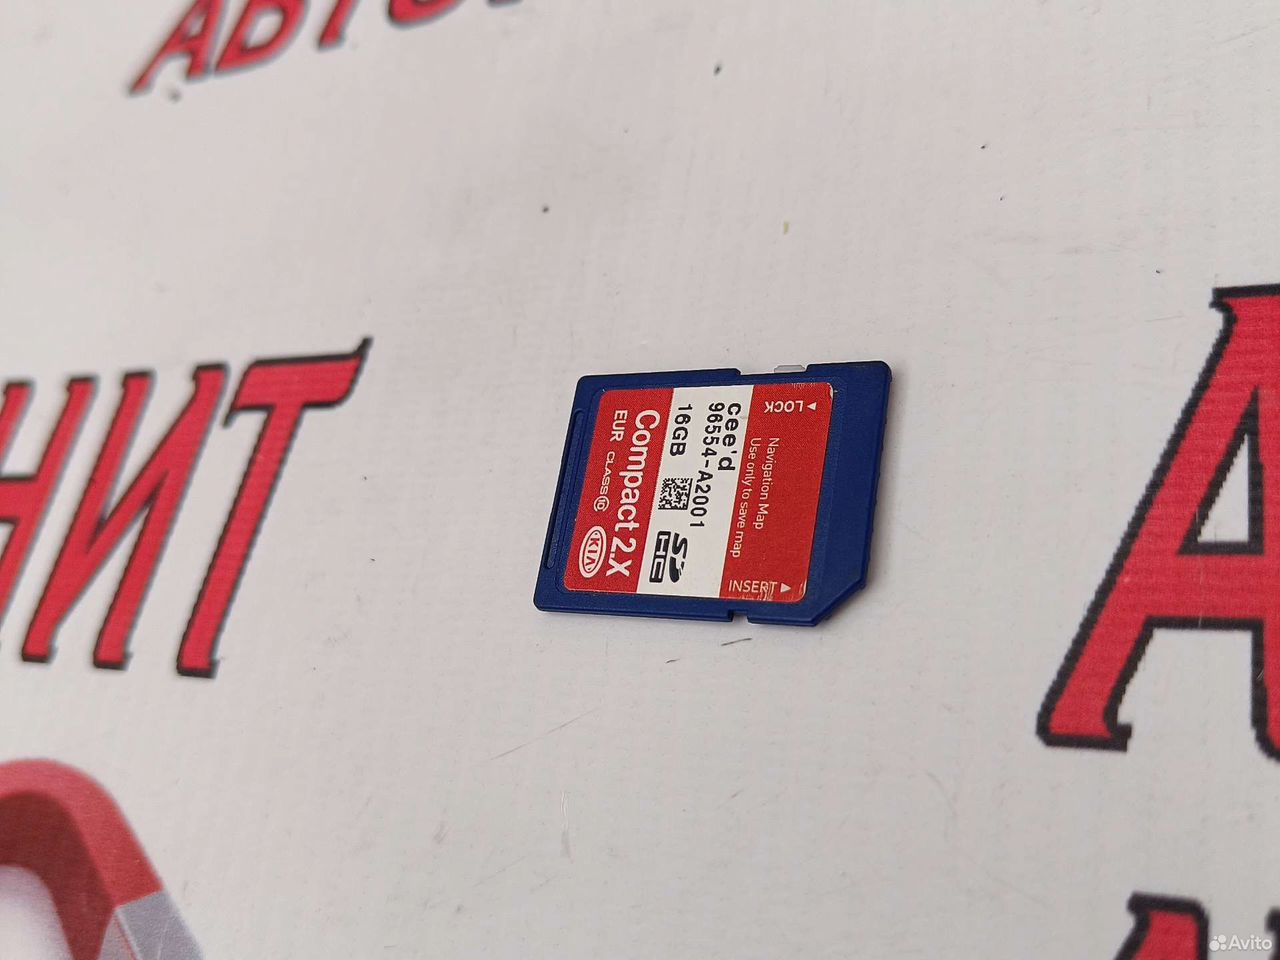 НИТ
cee'd
96554-A2001
16GB
Compact 2.X
EUR CLASS 10
KIA
SD
HC
LOCK
Navigation Map
Use only to save map
INSERT
Avito